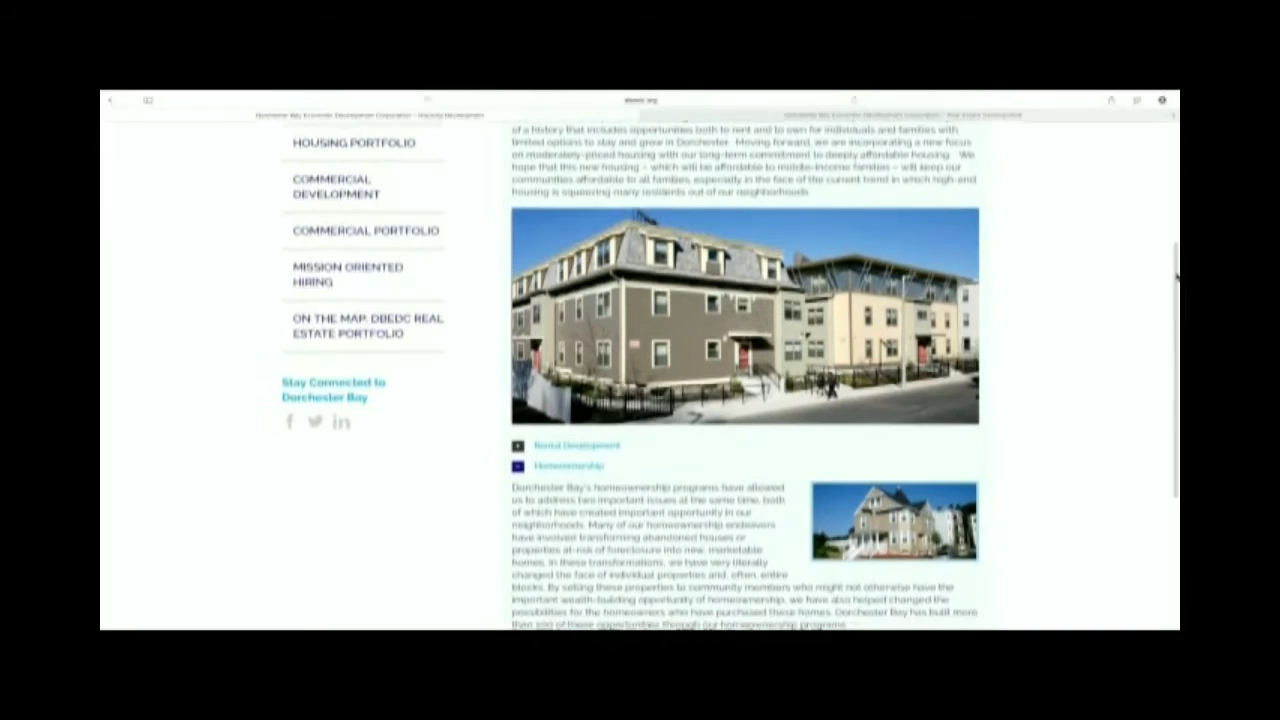 Dorchester Bay Economic Development Corporation - Housing Development
HOUSING PORTFOLIO
COMMERCIAL
DEVELOPMENT
COMMERCIAL PORTFOLIO
MISSION ORIENTED
HIRING
ON THE MAP: DBEDC REAL
ESTATE PORTFOLIO
Stay Connected to
Dorchester Bay
of a history that includes opportunities both to rent and to own for individuals and families with
limited options to stay and grow in Dorchester. Moving forward, we are incorporating a new focus
on moderately-priced housing with our long-term commitment to deeply affordable housing. We
hope that this new housing – which will be affordable to middle-income families – will keep our
communities affordable to all families, especially in the face of the current trend in which high-end
housing is squeezing many residents out of our neighborhoods.
Rental Development
Homeownership
Dorchester Bay's homeownership programs have allowed
us to address two important issues at the same time, both
of which have created important opportunity in our
neighborhoods. Many of our homeownership endeavors
have involved transforming abandoned houses or
properties at-risk of foreclosure into new, marketable
homes. In these transformations, we have very literally
changed the face of individual properties and, often, entire
blocks. By selling these properties to community members who might not otherwise have the
important wealth-building opportunity of homeownership, we have also helped changed the
possibilities for the homeowners who have purchased these homes. Dorchester Bay has built more
than of these opportunities through our homeownership programs.